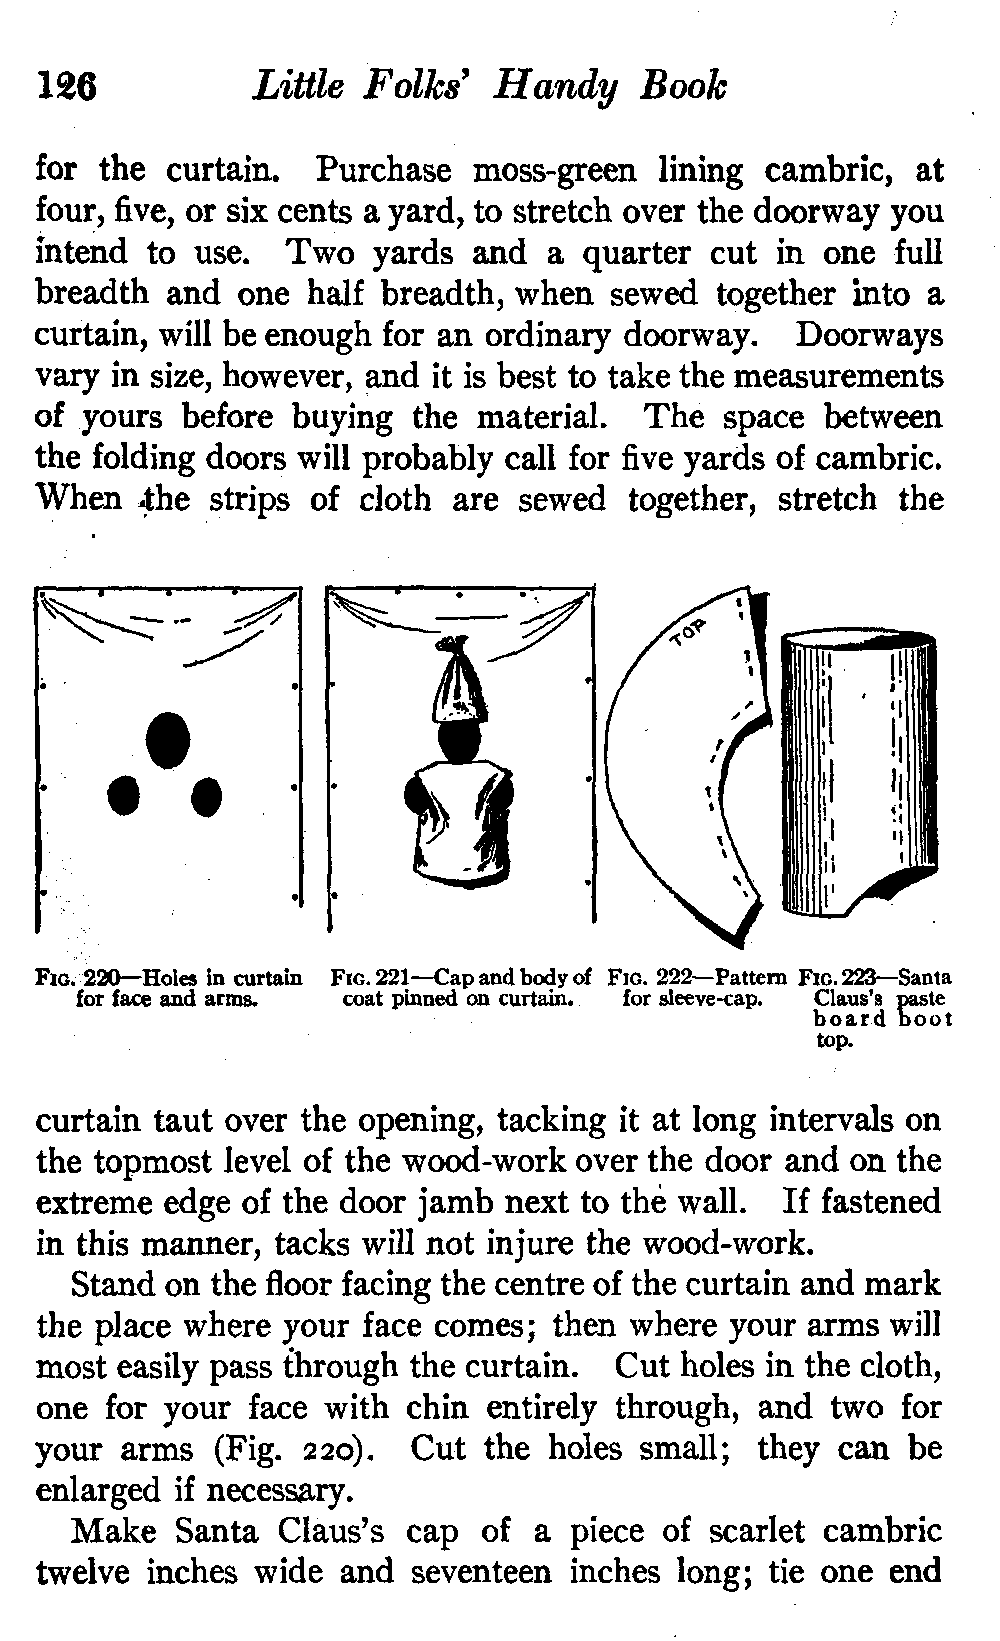 126 Little Folks' Handy Book
for the curtain. Purchase moss-green lining cambric, at
four, five, or six cents a yard, to stretch over the doorway you
intend to use. Two yards and a quarter cut in one full
breadth and one half breadth, when sewed together into a
curtain, will be enough for an ordinary doorway. Doorways
vary in size, however, and it is best to take the measurements
of yours before buying the material. The space between
the folding doors will probably call for five yards of cambric.
When the strips of cloth are sewed together, stretch the
TOP
FIG. 220—Holes in curtain
for face and arms.
FIG. 221—Cap and body of
coat pinned on curtain.
FIG. 222—Pattern
for sleeve-cap.
FIG. 223—Santa
Claus's paste
board boot
top.
curtain taut over the opening, tacking it at long intervals on
the topmost level of the wood-work over the door and on the
extreme edge of the door jamb next to the wall. If fastened
in this manner, tacks will not injure the wood-work.
Stand on the floor facing the centre of the curtain and mark
the place where your face comes; then where your arms will
most easily pass through the curtain. Cut holes in the cloth,
one for your face with chin entirely through, and two for
your arms (Fig. 220). Cut the holes small; they can be
enlarged if necessary.
Make Santa Claus's cap of a piece of scarlet cambric
twelve inches wide and seventeen inches long; tie one end